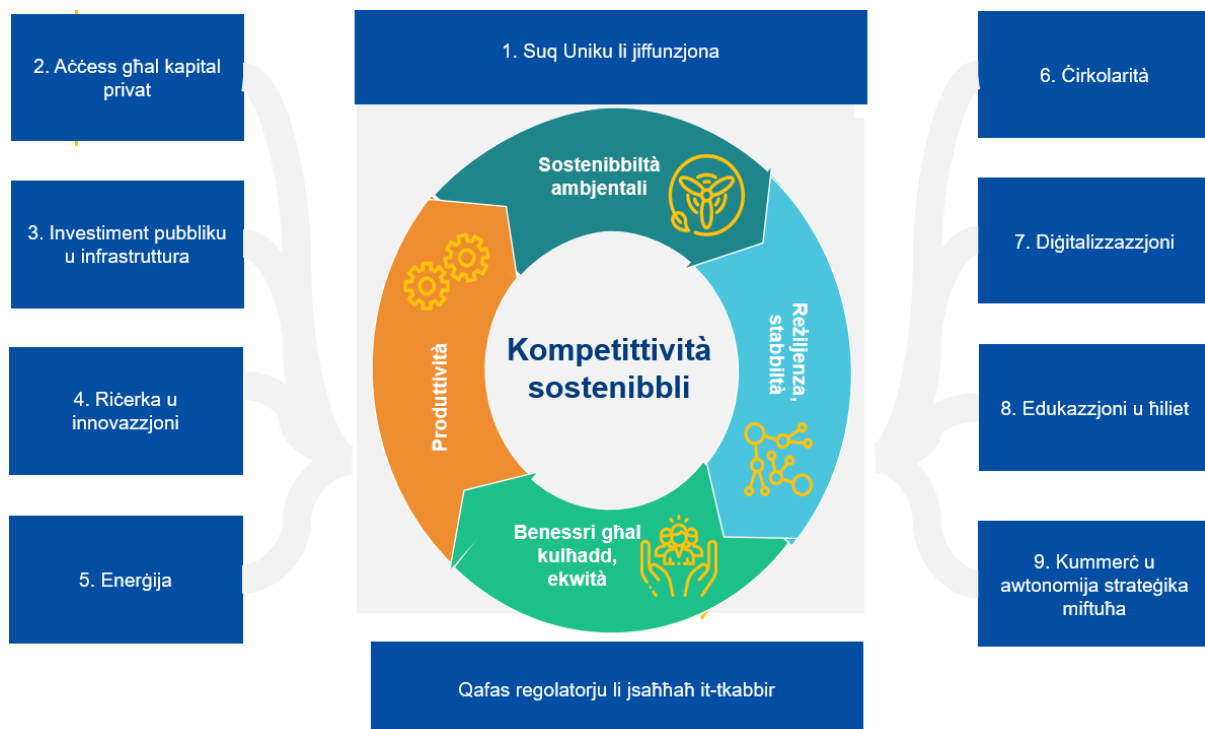 1. Suq Uniku li jiffunzjona
2. Aċċess għal kapital
privat
3. Investiment pubbliku
u infrastruttura
4. Riċerka u
innovazzjoni
5. Enerġija
Sostenibbiltà
ambjentali
Reżiljenza,
stabbiltà
Benessri għal
kulħadd,
ekwità
Produttività
Kompetittività
sostenibbli
6. Ċirkolarità
7. Diġitalizzazzjoni
8. Edukazzjoni u ħiliet
9. Kummerċ u
awtonomija strateġika
miftuħa
Qafas regolatorju li jsaħħaħ it-tkabbir